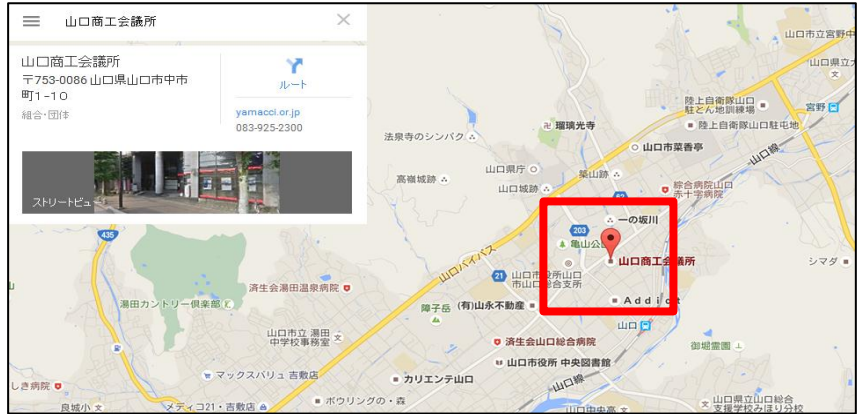 山口商工会議所
山口商工会議所
〒753-0086 山口県山口市中市
町1-10
組合・団体
ルート
yamacci.or.jp
083-925-2300
ストリートビュー
山口市立宮野中
山口県立大
陸上自衛隊山口
駐とん地訓練場
宮野
陸上自衛隊山口駐屯地
瑠璃光寺
法泉寺のシンパク
山口市菜香亭
山口線
山口県庁
築山跡
高嶺城跡
山口城跡
総合病院山口
赤十字病院
62
一の坂川
203
亀山公
435
山口商工会議所
シマダ
山口バイパス
21
山口市役所山口
市山口総合支所
済生会湯田温泉病院
湯田カントリー倶楽部
障子岳
(有)山永不動産
Addict
山口
山口市立 湯田
中学校事務室
済生会山口総合病院
御堀霊園
山口市役所 中央図書館
マックスバリュ 吉敷店
カリエンテ山口
山口線
しき病院
良城小
メディコ21・吉敷店
ボウリングの・森
山口中央高
山口県立山口総合
支援学校みほり分校